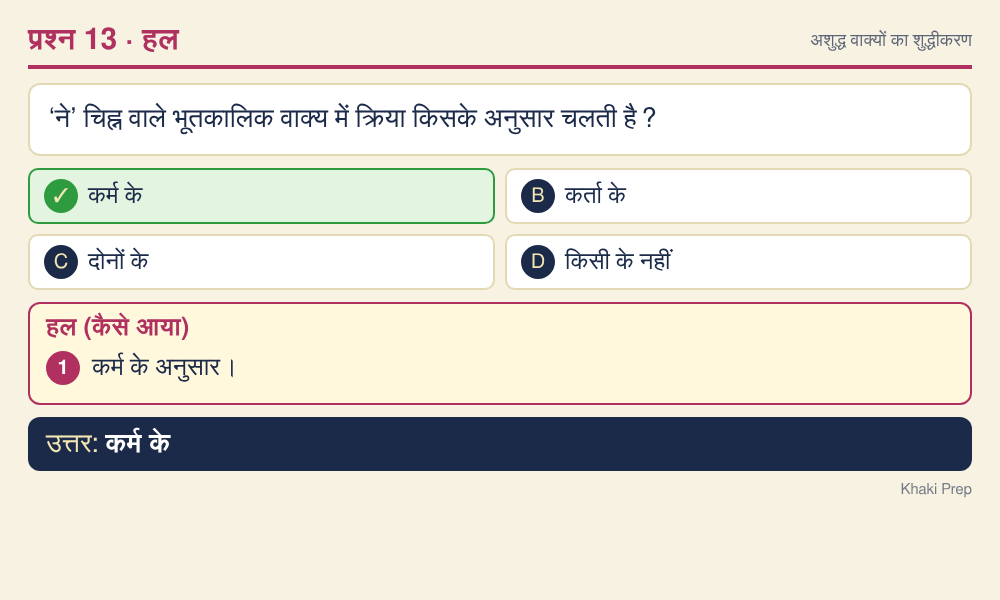 प्रश्न 13 · हल
अशुद्ध वाक्यों का शुद्धीकरण
‘ने’ चिह्न वाले भूतकालिक वाक्य में क्रिया किसके अनुसार चलती है ?
✓ कर्म के
B कर्ता के
C दोनों के
D किसी के नहीं
हल (कैसे आया)
1 कर्म के अनुसार ।
उत्तर: कर्म के
Khaki Prep